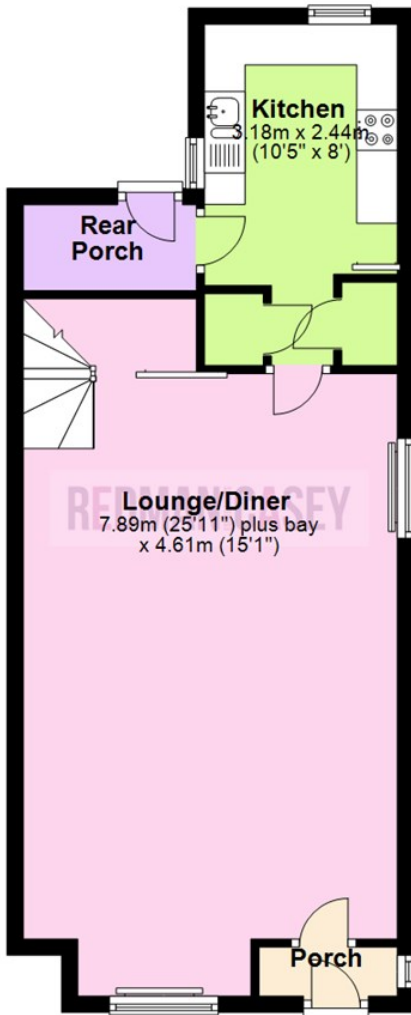 Kitchen
3.18m x 2.44m
(10'5" x 8')
Rear
Porch
REDMAN CASEY
Lounge/Diner
7.89m (25'11") plus bay
x 4.61m (15'1")
Porch